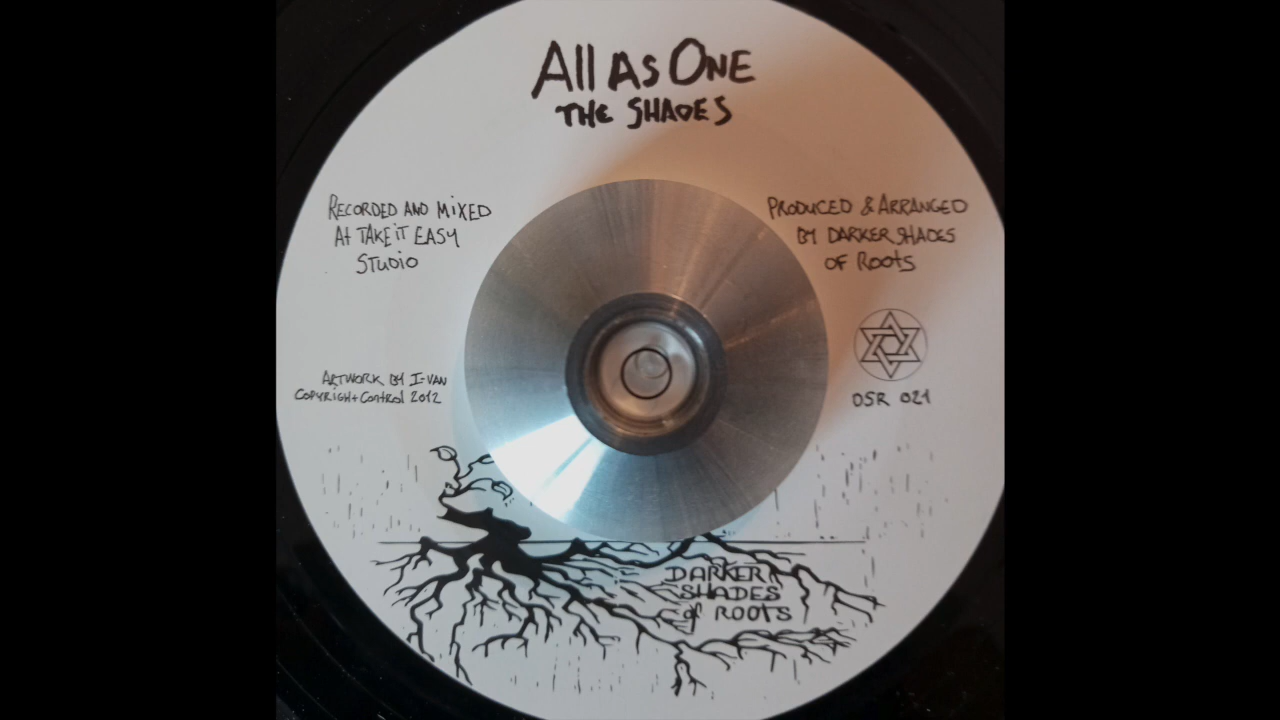 All As One
THE SHADES
RECORDED AND MIXED
At TAKE iT EASY
STUDIO
PRODUCED & ARRANGED
BY DARKER SHADES
OF ROOTS
ARTWORK BY I-VAN
COPYRIGHt CONtROL 2012
DSR 021
DARKER
SHADES
of ROOTS